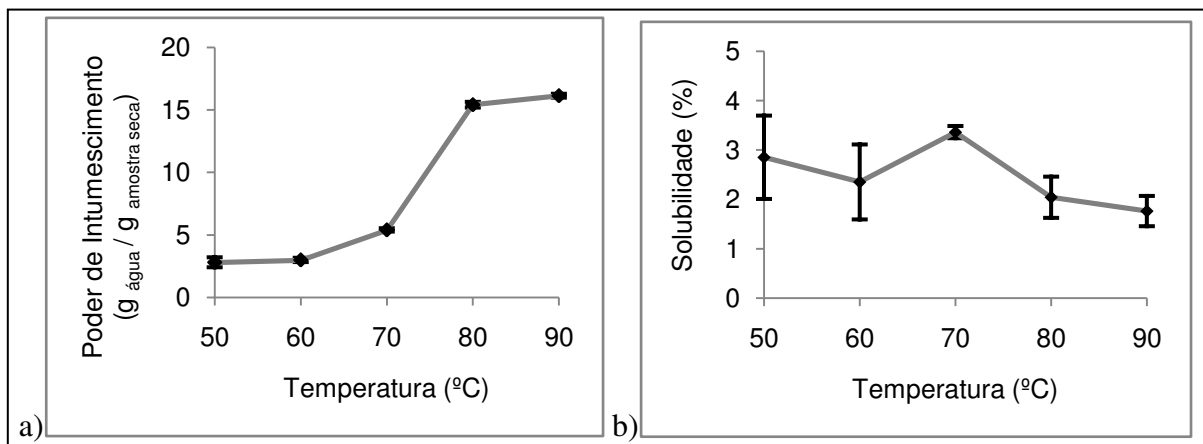 Poder de Intumescimento
(g água / g amostra seca)
20
15
10
5
0
50 60 70 80 90
Temperatura (ºC)
a)
Solubilidade (%)
5
4
3
2
1
0
50 60 70 80 90
Temperatura (ºC)
b)